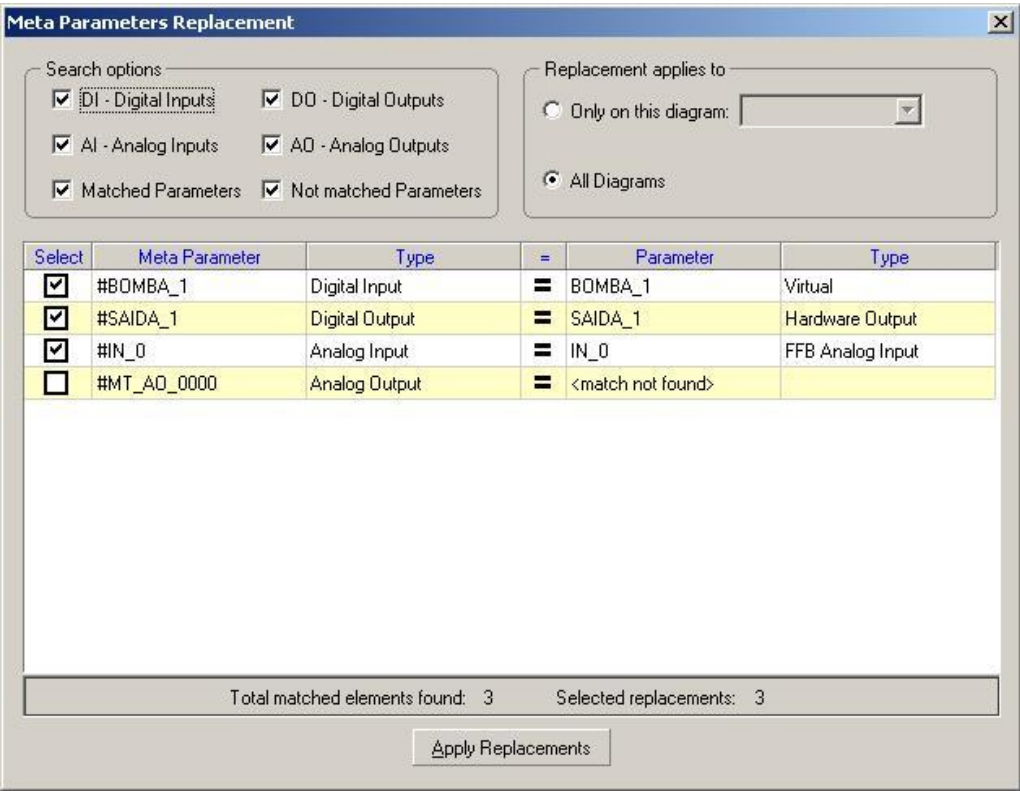 Meta Parameters Replacement
Search options
DI - Digital Inputs
DO - Digital Outputs
AI - Analog Inputs
AO - Analog Outputs
Matched Parameters
Not matched Parameters
Replacement applies to
Only on this diagram:
All Diagrams
Select Meta Parameter Type = Parameter Type
#BOMBA_1 Digital Input = BOMBA_1 Virtual
#SAIDA_1 Digital Output = SAIDA_1 Hardware Output
#IN_0 Analog Input = IN_0 FFB Analog Input
#MT_AO_0000 Analog Output = <match not found>
Total matched elements found: 3 Selected replacements: 3
Apply Replacements